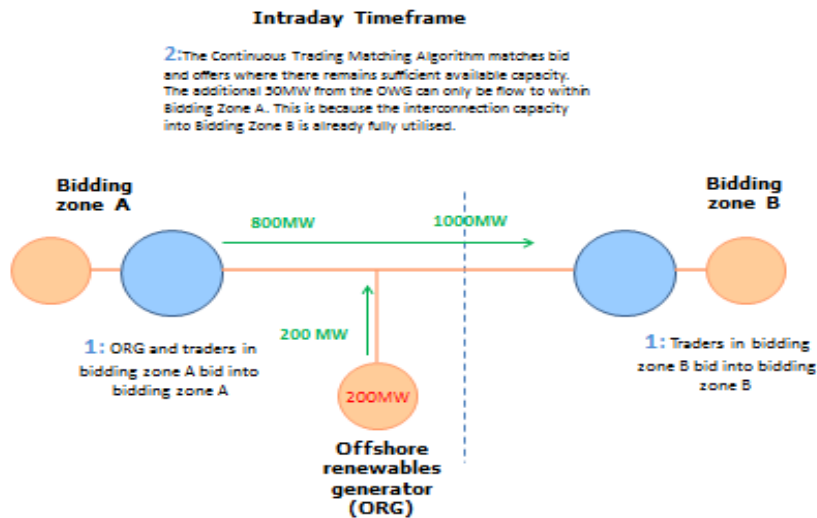 Intraday Timeframe
2:The Continuous Trading Matching Algorithm matches bid
and offers where there remains sufficient available capacity.
The additional 50MW from the OWG can only be flow to within
Bidding Zone A. This is because the interconnection capacity
into Bidding Zone B is already fully utilised.
Bidding
zone A
Bidding
zone B
800MW
1000MW
200 MW
1: ORG and traders in
bidding zone A bid into
bidding zone A
1: Traders in bidding
zone B bid into bidding
zone B
200MW
Offshore
renewables
generator
(ORG)